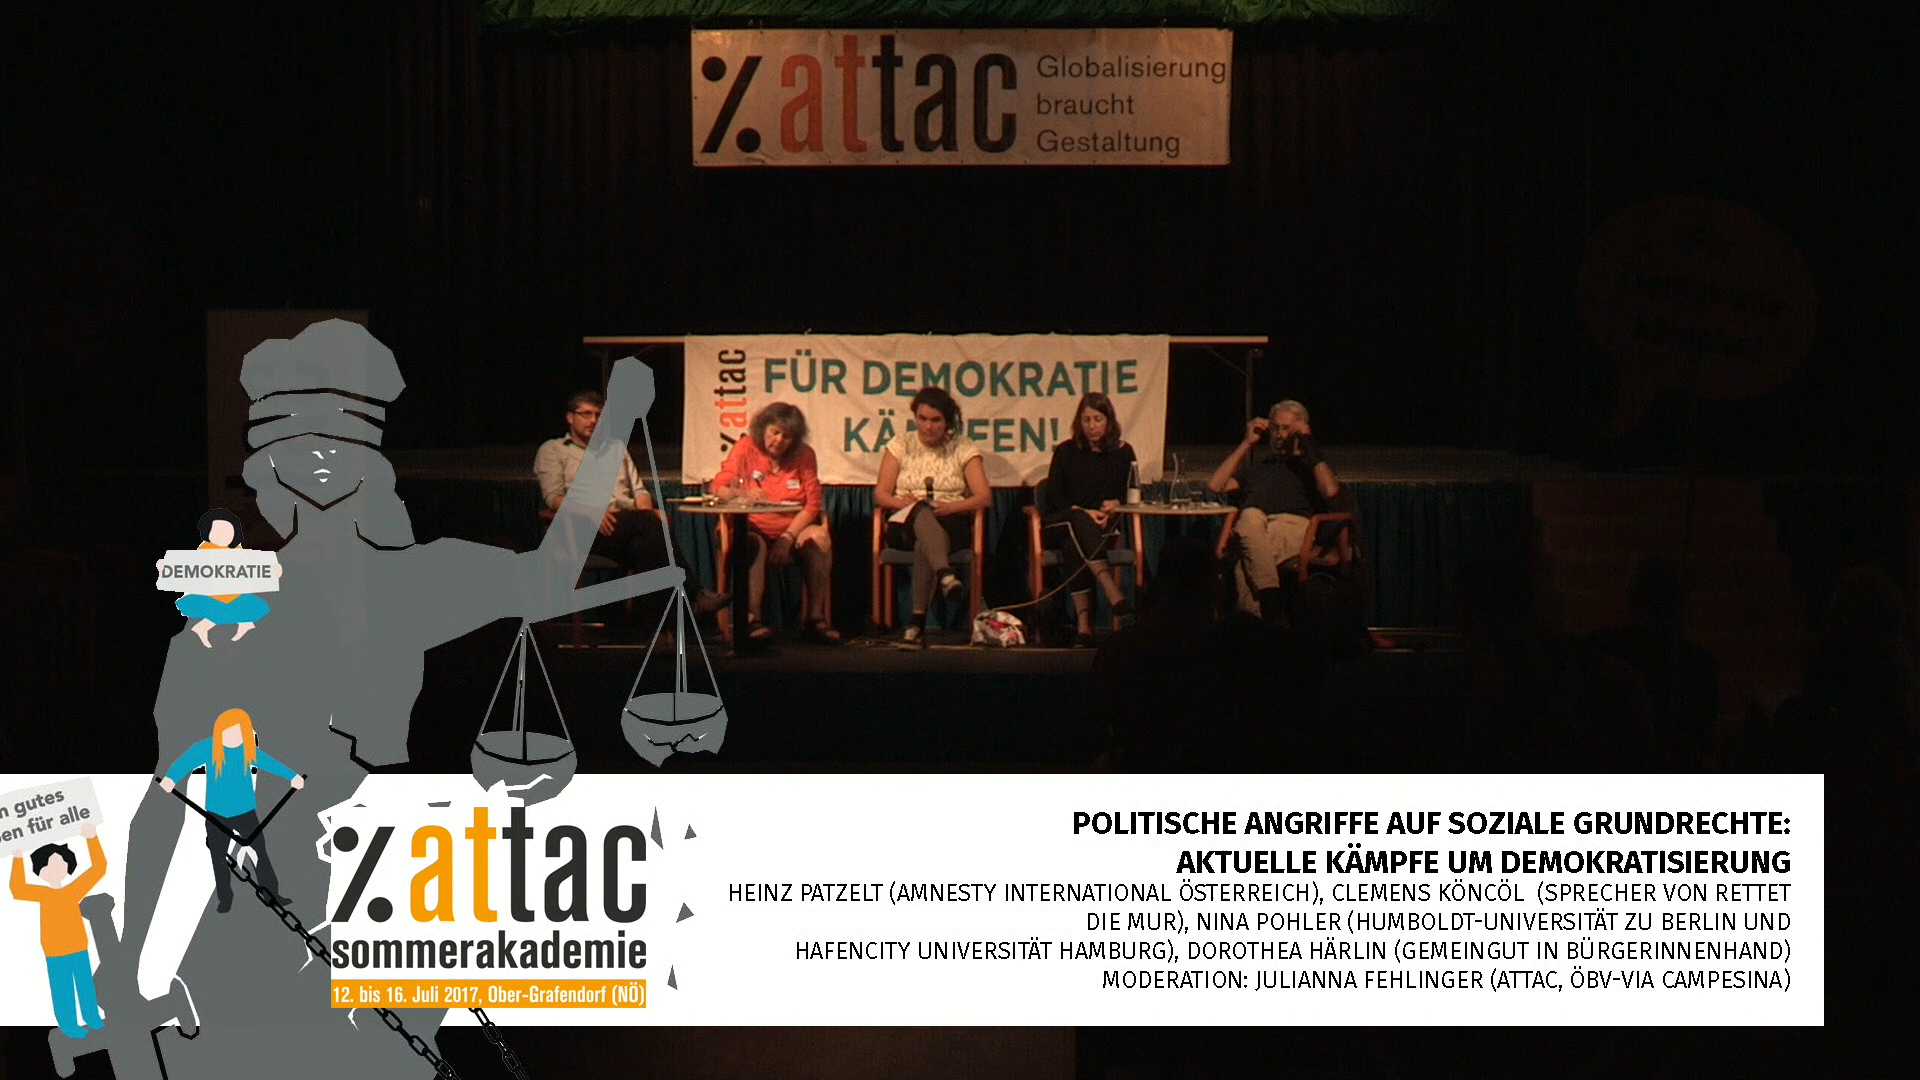 attac
Globalisierung
braucht
Gestaltung
attac
FÜR DEMOKRATIE
DEMOKRATIE
gutes
für alle
attac
sommerakademie
12. bis 16. Juli 2017, Ober-Grafendorf (NÖ)
POLITISCHE ANGRIFFE AUF SOZIALE GRUNDRECHTE:
AKTUELLE KÄMPFE UM DEMOKRATISIERUNG
HEINZ PATZELT (AMNESTY INTERNATIONAL ÖSTERREICH), CLEMENS KÖNCÖL (SPRECHER VON RETTET
DIE MUR), NINA POHLER (HUMBOLDT-UNIVERSITÄT ZU BERLIN UND
HAFENCITY UNIVERSITÄT HAMBURG), DOROTHEA HÄRLIN (GEMEINGUT IN BÜRGERINNENHAND)
MODERATION: JULIANNA FEHLINGER (ATTAC, ÖBV-VIA CAMPESINA)